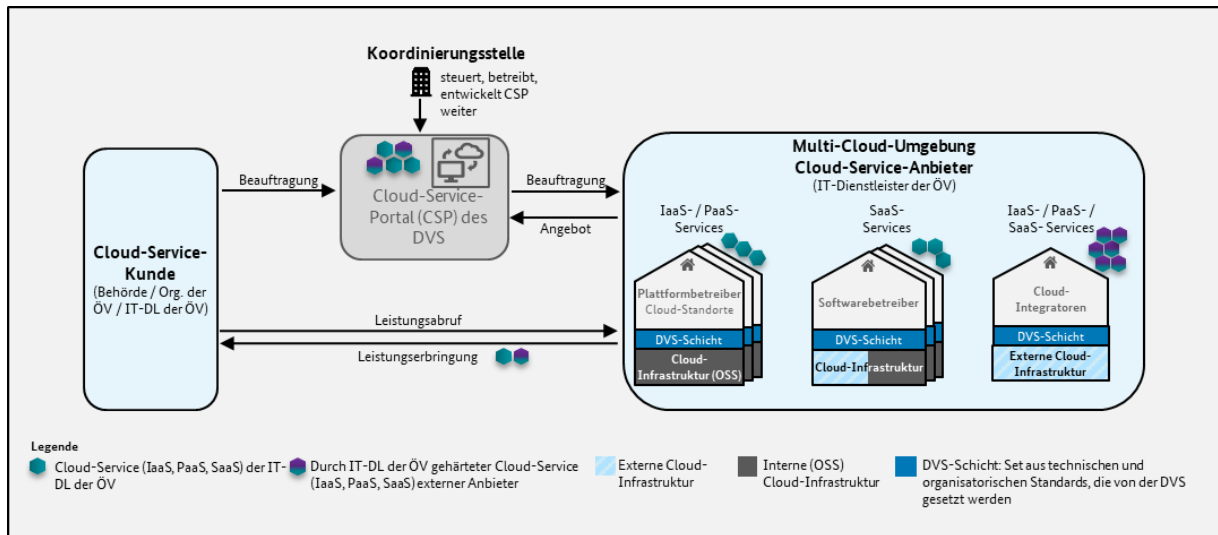 Koordinierungsstelle
steuert, betreibt,
entwickelt CSP
weiter
Cloud-Service-
Kunde
(Behörde / Org. der
ÖV / IT-DL der ÖV)
Beauftragung
Cloud-Service-
Portal (CSP) des
DVS
Beauftragung
Angebot
Leistungsabruf
Leistungserbringung
Multi-Cloud-Umgebung
Cloud-Service-Anbieter
(IT-Dienstleister der ÖV)
IaaS- / PaaS-
Services
Plattformbetreiber
Cloud-Standorte
DVS-Schicht
Cloud-
Infrastruktur (OSS)
SaaS-
Services
Softwarebetreiber
DVS-Schicht
Cloud-Infrastruktur
IaaS- / PaaS- /
SaaS- Services
Cloud-
Integratoren
DVS-Schicht
Externe Cloud-
Infrastruktur
Legende
Cloud-Service (IaaS, PaaS, SaaS) der IT-
DL der ÖV
Durch IT-DL der ÖV gehärteter Cloud-Service
(IaaS, PaaS, SaaS) externer Anbieter
Externe Cloud-
Infrastruktur
Interne (OSS)
Cloud-Infrastruktur
DVS-Schicht: Set aus technischen und
organisatorischen Standards, die von der DVS
gesetzt werden